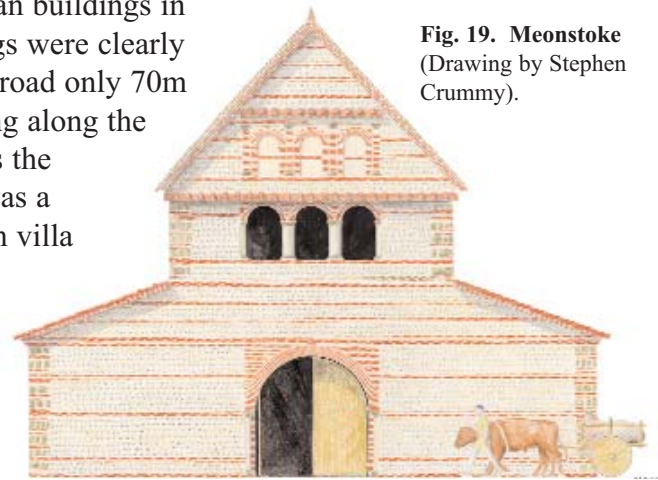 an buildings in
gs were clearly
road only 70m
ng along the
s the
as a
n villa
Fig. 19. Meonstoke
(Drawing by Stephen
Crummy).